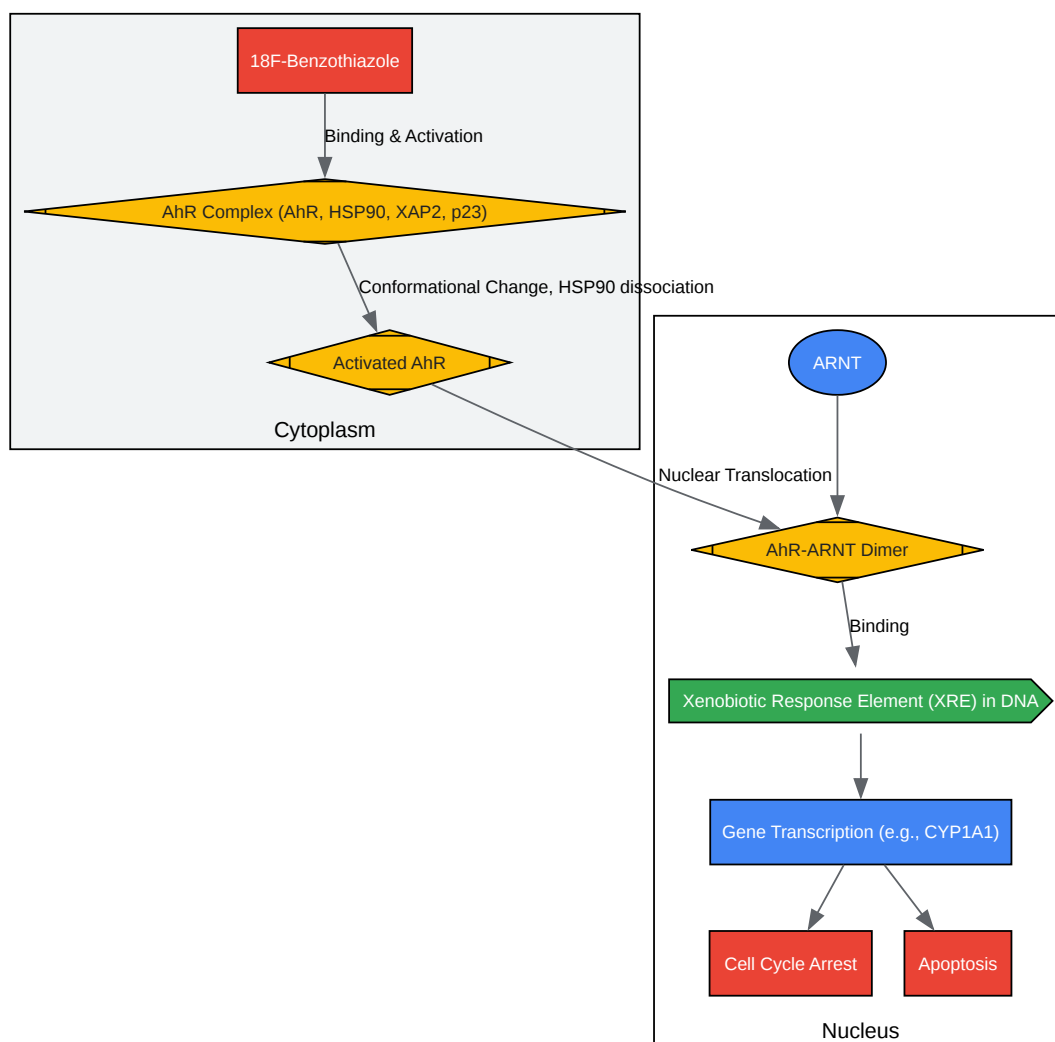 18F-Benzothiazole
Binding & Activation
AhR Complex (AhR, HSP90, XAP2, p23)
Conformational Change, HSP90 dissociation
Activated AhR
Cytoplasm
ARNT
Nuclear Translocation
AhR-ARNT Dimer
Binding
Xenobiotic Response Element (XRE) in DNA
Gene Transcription (e.g., CYP1A1)
Cell Cycle Arrest
Apoptosis
Nucleus